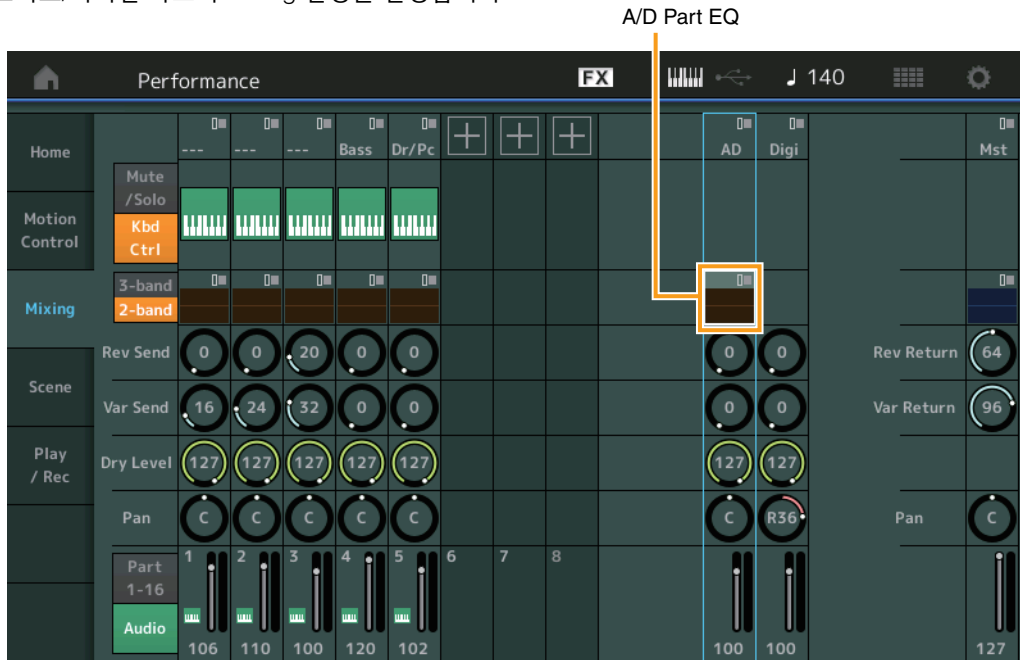 A/D Part EQ
Performance FX 140
Home --- --- --- Bass Dr/Pc AD Digi Mst
Mute
/Solo
Motion
Control
Kbd
Ctrl
3-band
Mixing 2-band
Rev Send 0 0 20 0 0 0 0 Rev Return 64
Scene
Var Send 16 24 32 0 0 0 0 Var Return 96
Play
/ Rec
Dry Level 127 127 127 127 127 127 127
Pan C C C C C C R36 Pan C
1 2 3 4 5 6 7 8
Part
1-16
Audio
106 110 100 120 102 100 100 127